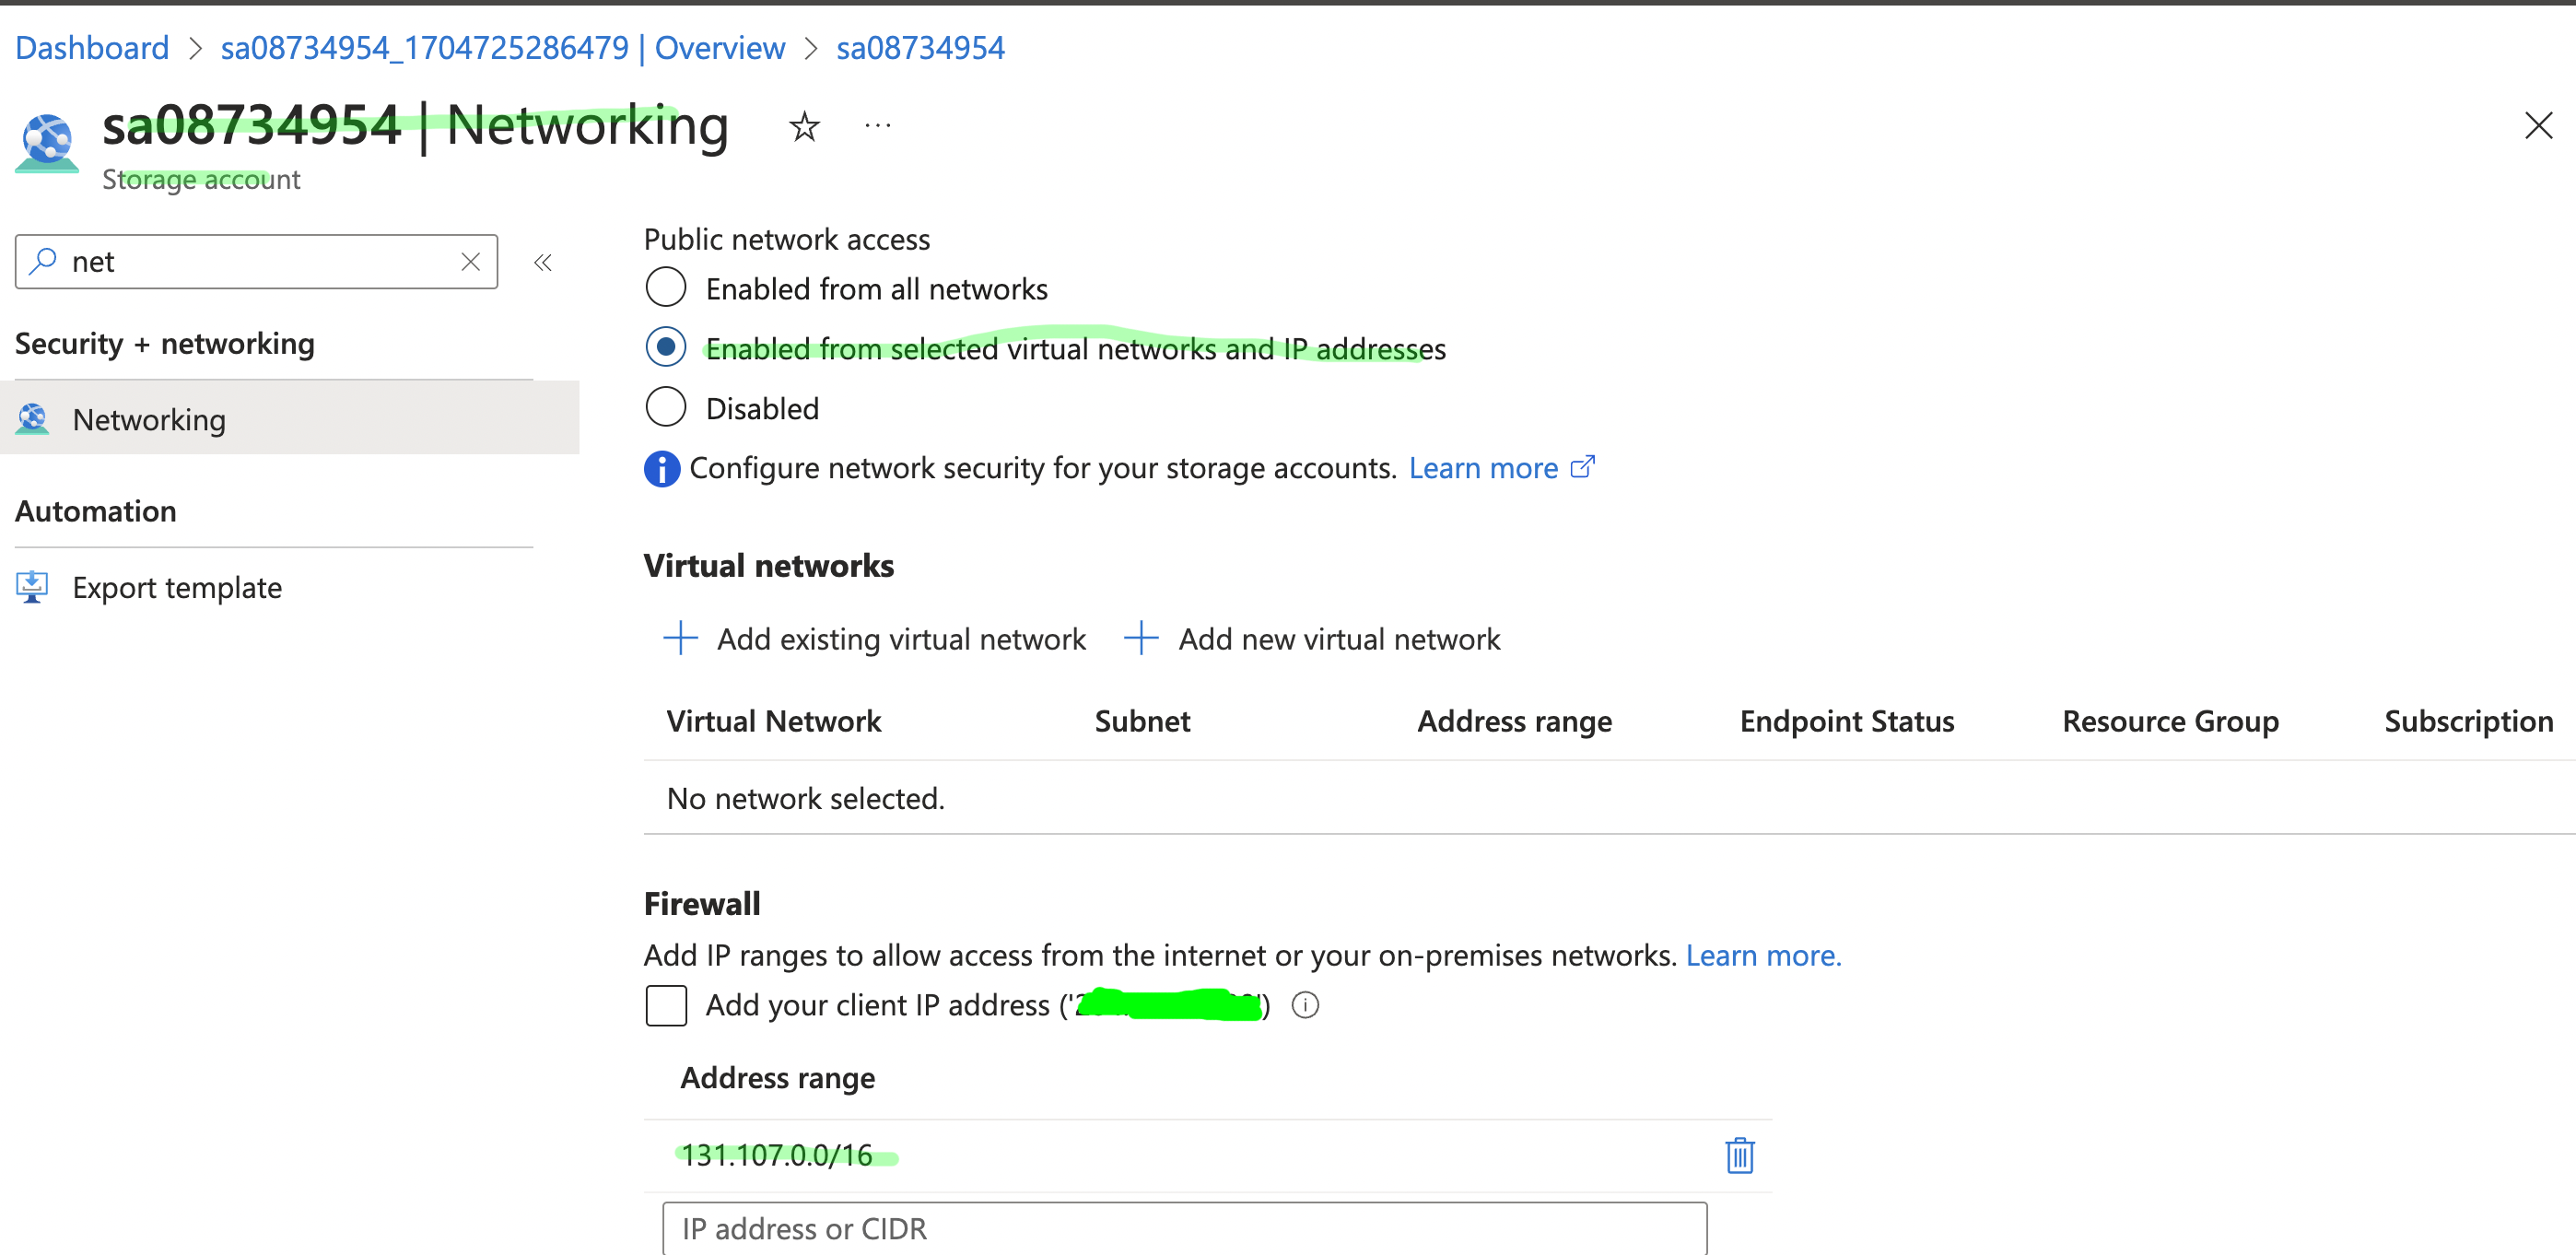 Dashboard > sa08734954_1704725286479 | Overview > sa08734954
sa08734954 | Networking
Storage account
net
Security + networking
Networking
Automation
Export template
Public network access
Enabled from all networks
Enabled from selected virtual networks and IP addresses
Disabled
Configure network security for your storage accounts. Learn more
Virtual networks
Add existing virtual network
Add new virtual network
Virtual Network Subnet Address range Endpoint Status Resource Group Subscription
No network selected.
Firewall
Add IP ranges to allow access from the internet or your on-premises networks. Learn more.
Add your client IP address
Address range
131.107.0.0/16
IP address or CIDR